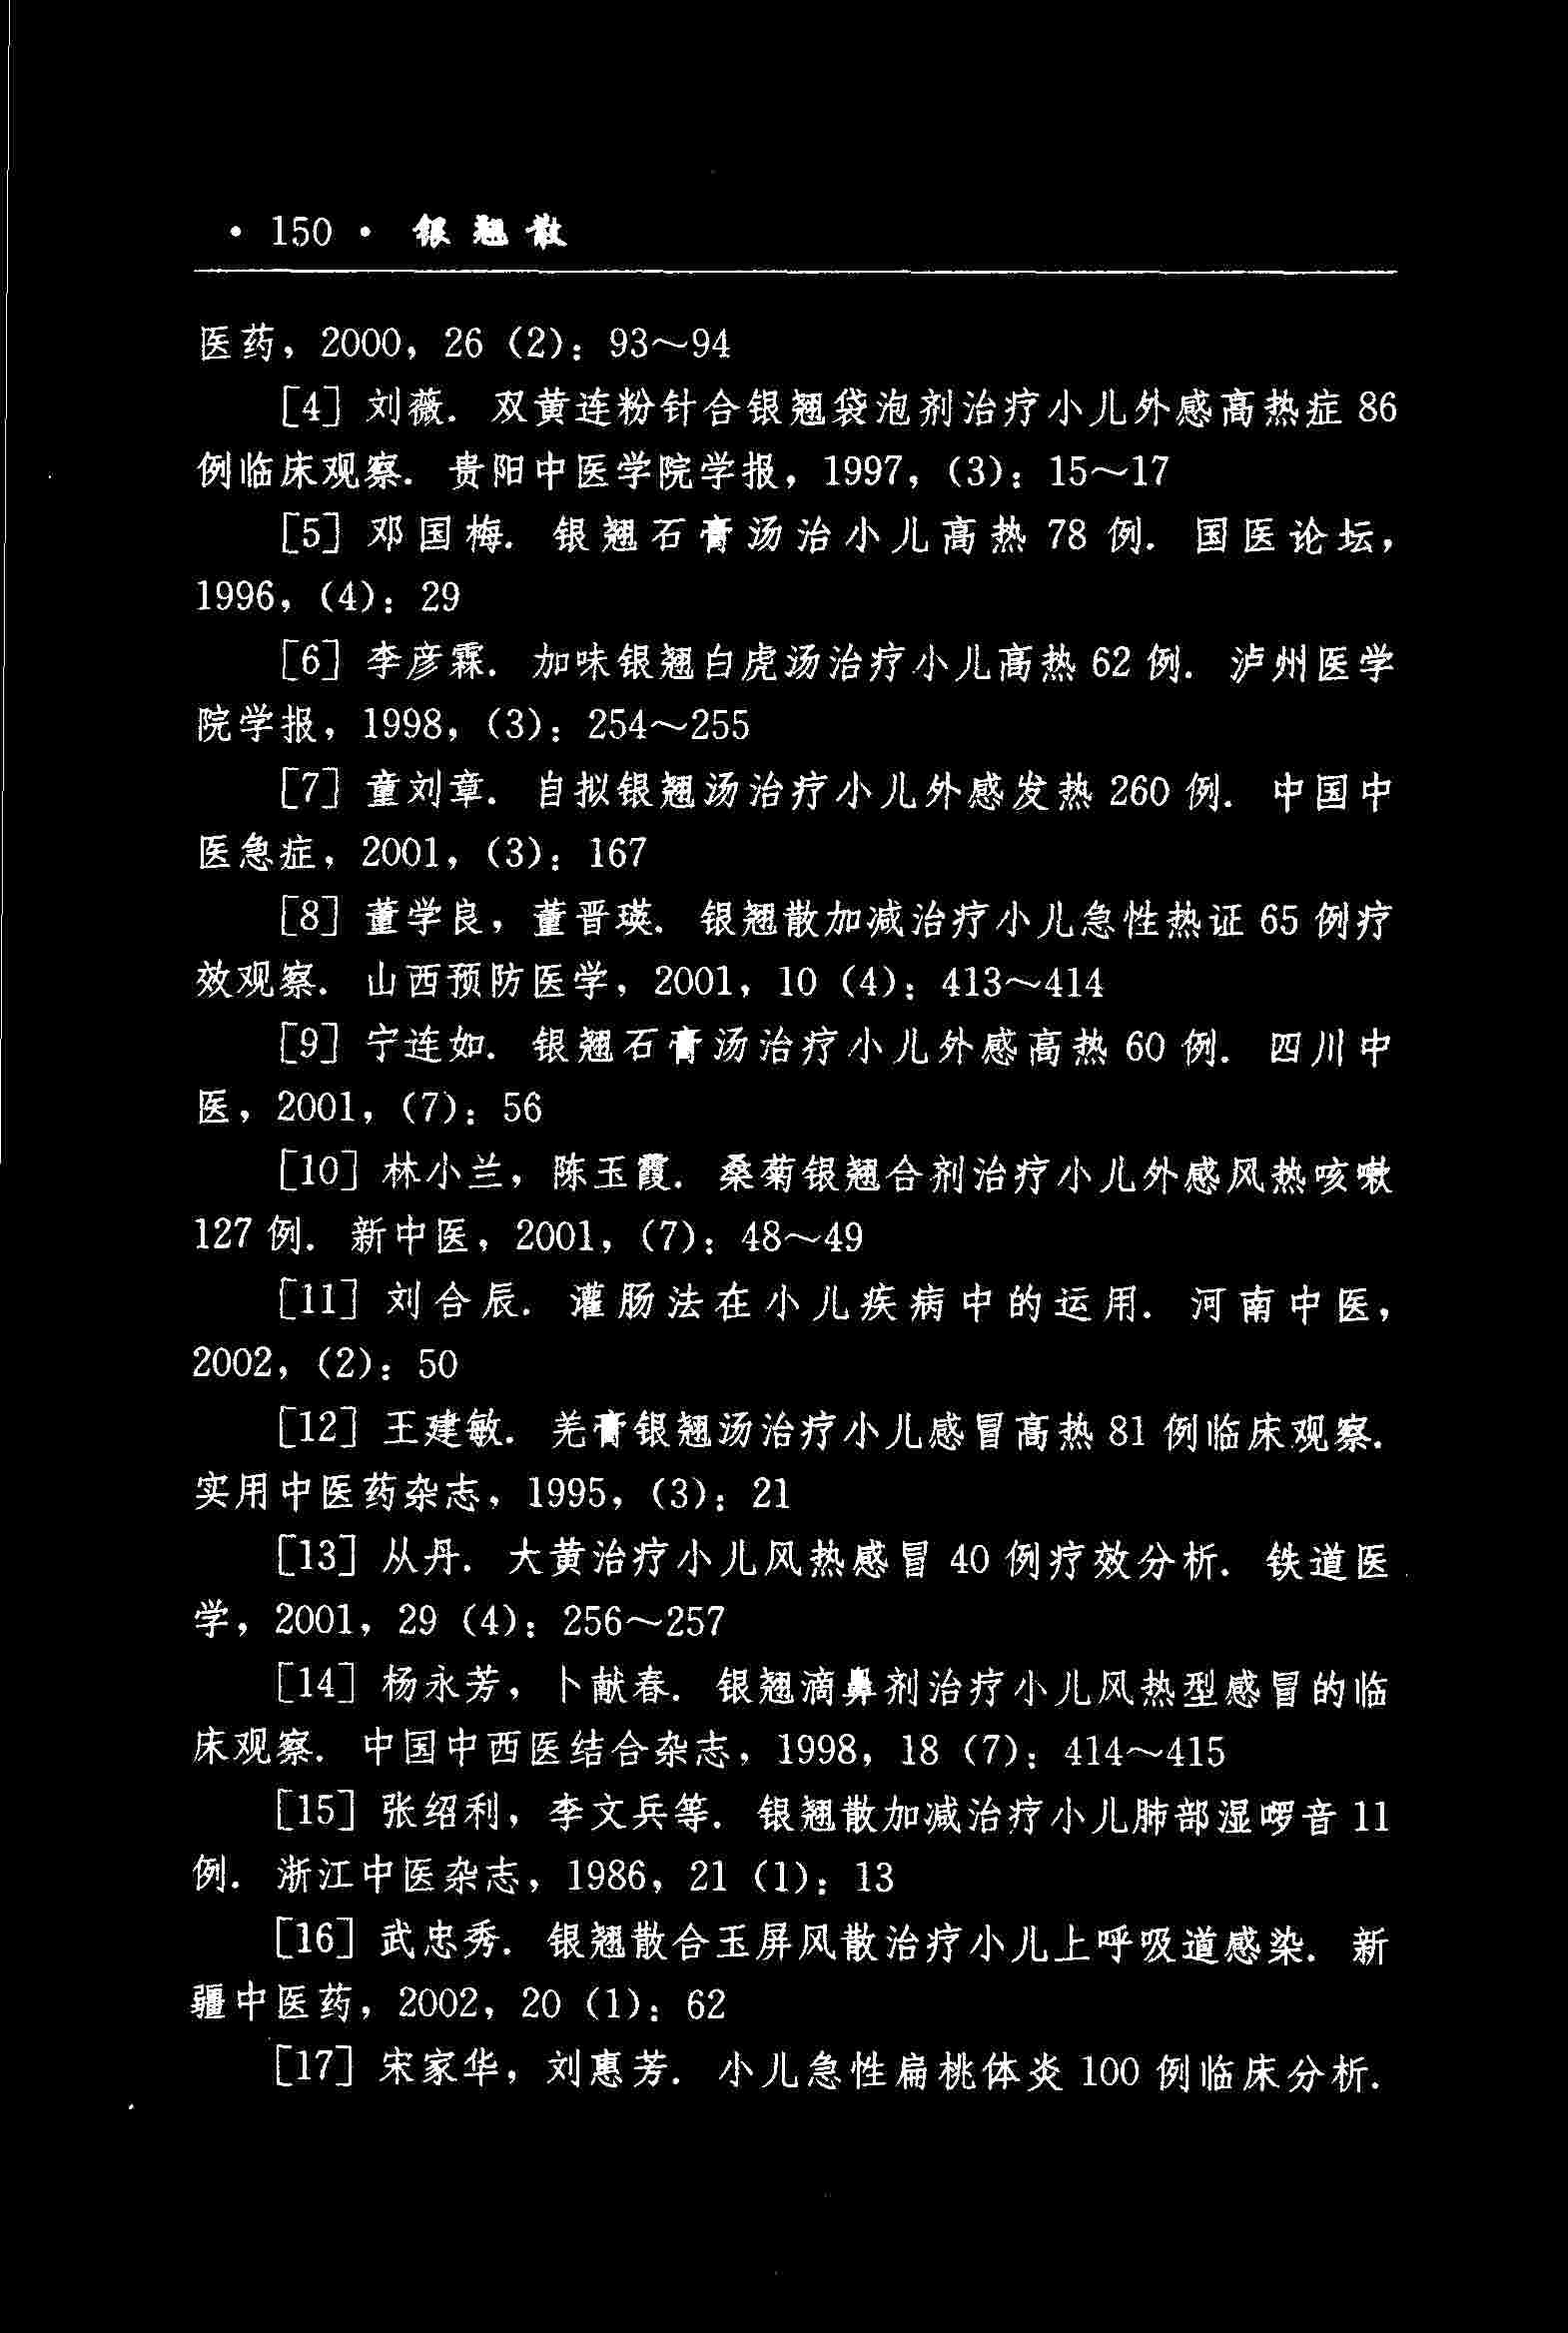 · 150 · 银翘散
医药，2000，26（2）：93～94
[4] 刘薇．双黄连粉针合银翘袋泡剂治疗小儿外感高热症 86
例临床观察．贵阳中医学院学报，1997，（3）：15～17
[5] 邓国梅．银翘石膏汤治小儿高热 78 例．国医论坛，
1996，（4）：29
[6] 李彦霖．加味银翘白虎汤治疗小儿高热 62 例．泸州医学
院学报，1998，（3）：254～255
[7] 童刘章．自拟银翘汤治疗小儿外感发热 260 例．中国中
医急症，2001，（3）：167
[8] 董学良，董晋瑛．银翘散加减治疗小儿急性热证 65 例疗
效观察．山西预防医学，2001，10（4）：413～414
[9] 宁连如．银翘石膏汤治疗小儿外感高热 60 例．四川中
医，2001，（7）：56
[10] 林小兰，陈玉霞．桑菊银翘合剂治疗小儿外感风热咳嗽
127 例．新中医，2001，（7）：48～49
[11] 刘合辰．灌肠法在小儿疾病中的运用．河南中医，
2002，（2）：50
[12] 王建敏．羌膏银翘汤治疗小儿感冒高热 81 例临床观察．
实用中医药杂志，1995，（3）：21
[13] 从丹．大黄治疗小儿风热感冒 40 例疗效分析．铁道医
学，2001，29（4）：256～257
[14] 杨永芳，卜献春．银翘滴鼻剂治疗小儿风热型感冒的临
床观察．中国中西医结合杂志，1998，18（7）：414～415
[15] 张绍利，李文兵等．银翘散加减治疗小儿肺部湿啰音 11
例．浙江中医杂志，1986，21（1）：13
[16] 武忠秀．银翘散合玉屏风散治疗小儿上呼吸道感染．新
疆中医药，2002，20（1）：62
[17] 宋家华，刘惠芳．小儿急性扁桃体炎 100 例临床分析．